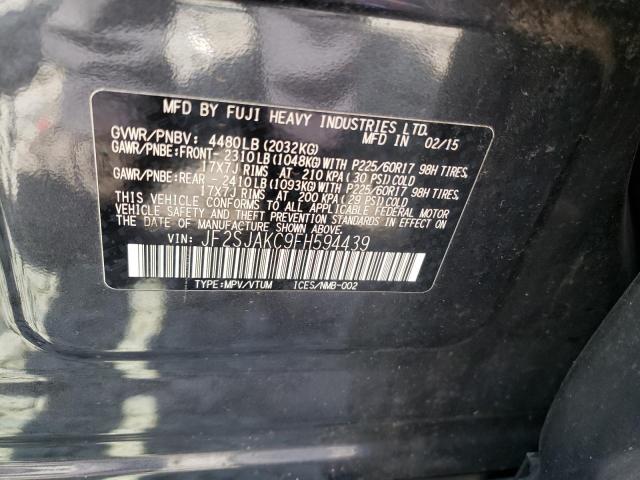 MFD BY FUJI HEAVY INDUSTRIES LTD.
MFD IN 02/15
GVWR/PNBV: 4480LB (2032KG)
GAWR/PNBE:FRONT- 2310LB(1048KG) WITH P225/60R17 98H TIRES,
17X7J RIMS AT 210 KPA(30 PSI)COLD
GAWR/PNBE:REAR- 2410LB(1093KG) WITH P225/60R17 98H TIRES,
17X7J RIMS AT 200 KPA(29 PSI)COLD
THIS VEHICLE CONFORMS TO ALL APPLICABLE FEDERAL MOTOR
VEHICLE SAFETY AND THEFT PREVENTION STANDARDS IN EFFECT ON
THE DATE OF MANUFACTURE SHOWN ABOVE.
VIN: JF2SJAKC9FH594439
TYPE:MPV/VTUM ICES/NMB-002